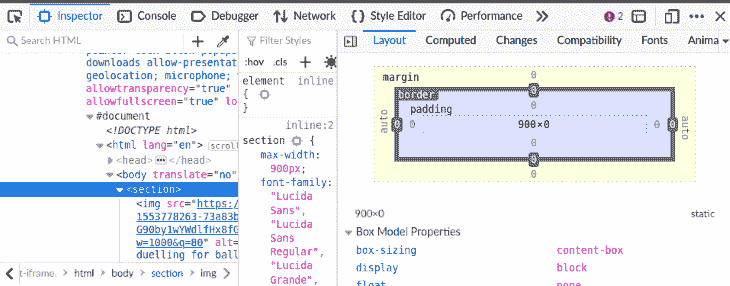 Inspector Console Debugger Network Style Editor Performance 2
Search HTML
downloads allow-presentat
geolocation; microphone;
allowtransparency="true"
allowfullscreen="true" lo
#document
<!DOCTYPE html>
<html lang="en"> scroll
<head> ••• </head>
<body translate="no"
<section>
<img src="https:/
1553778263-73a83b
G90by1wYWdlfHx8fG
w=1000&q=80" alt=
duelling for ball
t-iframe. html body section img
Filter Styles
:hov .cls
element inline
{
}
inline:2
section {
max-width:
900px;
font-family:
"Lucida
Sans",
"Lucida
Sans
Regular",
"Lucida
Grande",
Layout Computed Changes Compatibility Fonts Anima
margin 0
border 0
padding 0
auto 0 0 900×0 0 0 auto
0
0
0
900×0 static
Box Model Properties
box-sizing content-box
display block
float none